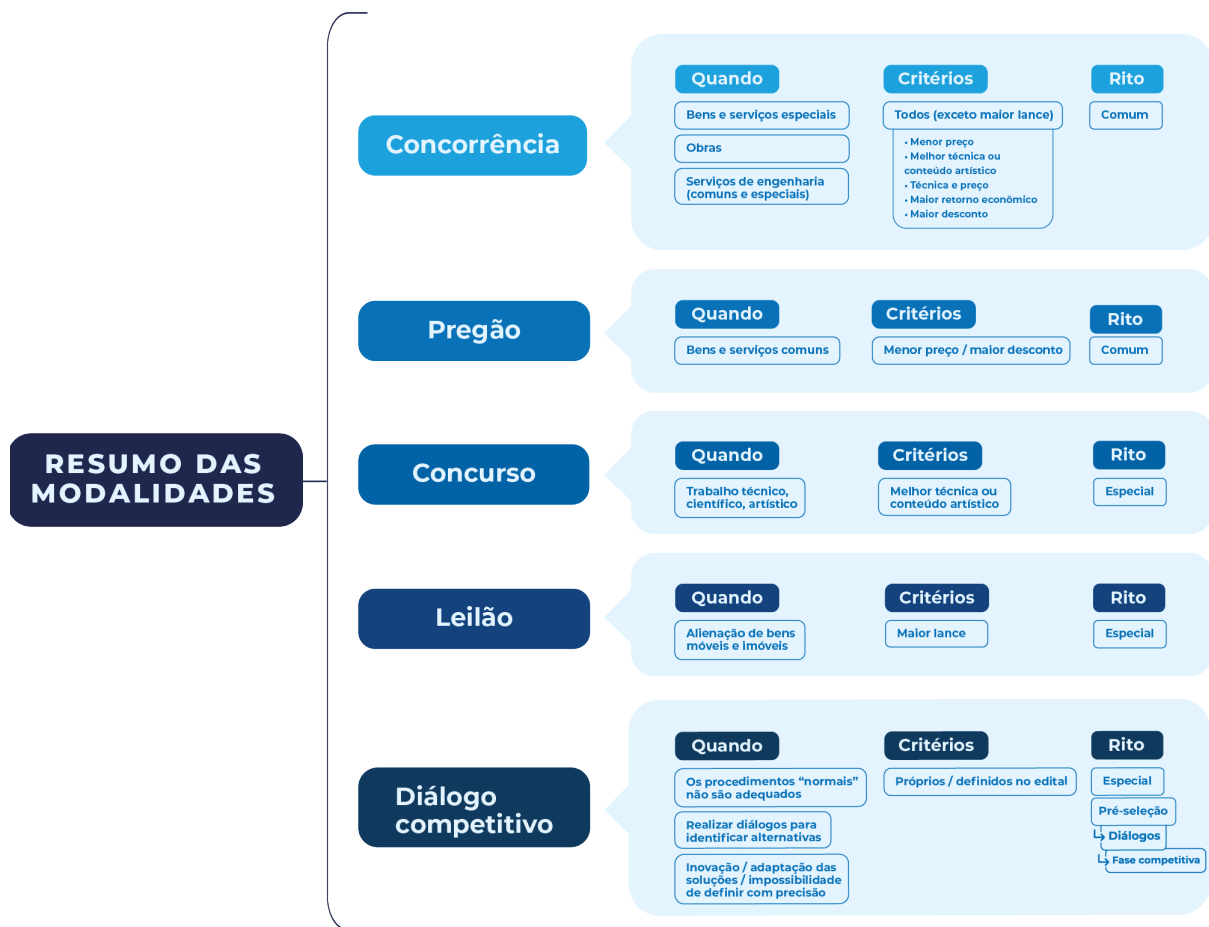 RESUMO DAS
MODALIDADES
Concorrência
Quando
Bens e serviços especiais
Obras
Serviços de engenharia
(comuns e especiais)
Critérios
Todos (exceto maior lance)
• Menor preço
• Melhor técnica ou
conteúdo artístico
• Técnica e preço
• Maior retorno econômico
• Maior desconto
Rito
Comum
Pregão
Quando
Bens e serviços comuns
Critérios
Menor preço / maior desconto
Rito
Comum
Concurso
Quando
Trabalho técnico,
científico, artístico
Critérios
Melhor técnica ou
conteúdo artístico
Rito
Especial
Leilão
Quando
Alienação de bens
móveis e imóveis
Critérios
Maior lance
Rito
Especial
Diálogo
competitivo
Quando
Os procedimentos “normais”
não são adequados
Realizar diálogos para
identificar alternativas
Inovação / adaptação das
soluções / impossibilidade
de definir com precisão
Critérios
Próprios / definidos no edital
Rito
Especial
Pré-seleção
Diálogos
Fase competitiva